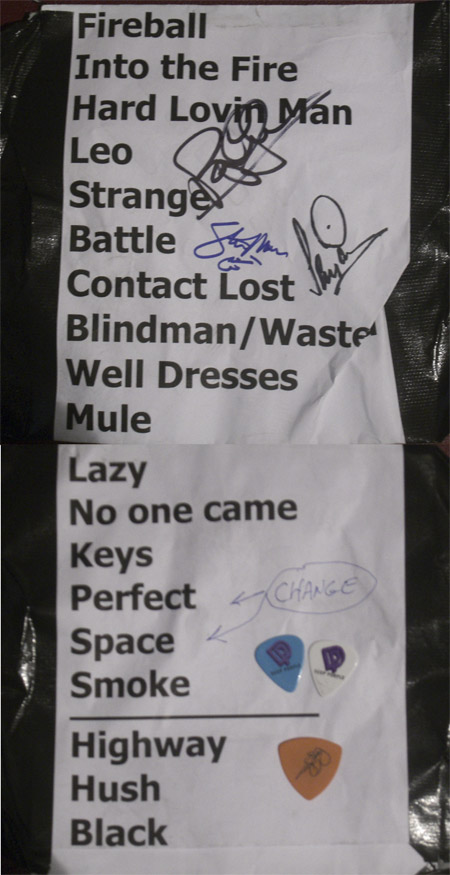 Fireball
Into the Fire
Hard Lovin Man
Leo
Strange
Battle
Contact Lost
Blindman/Waste
Well Dresses
Mule
Lazy
No one came
Keys
Perfect
CHANGE
Space
Smoke
Highway
Hush
Black